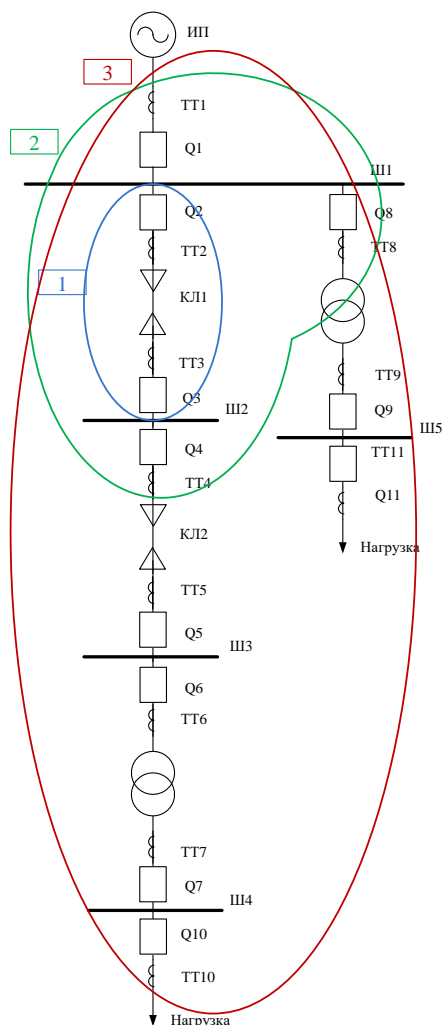 ИП
3
ТТ1
2
Q1
Ш1
Q2
Q8
ТТ2
ТТ8
1
КЛ1
ТТ3
ТТ9
Q3
Ш2
Q9
Ш5
Q4
ТТ11
ТТ4
Q11
КЛ2
Нагрузка
ТТ5
Q5
Ш3
Q6
ТТ6
ТТ7
Q7
Ш4
Q10
ТТ10
Нагрузка